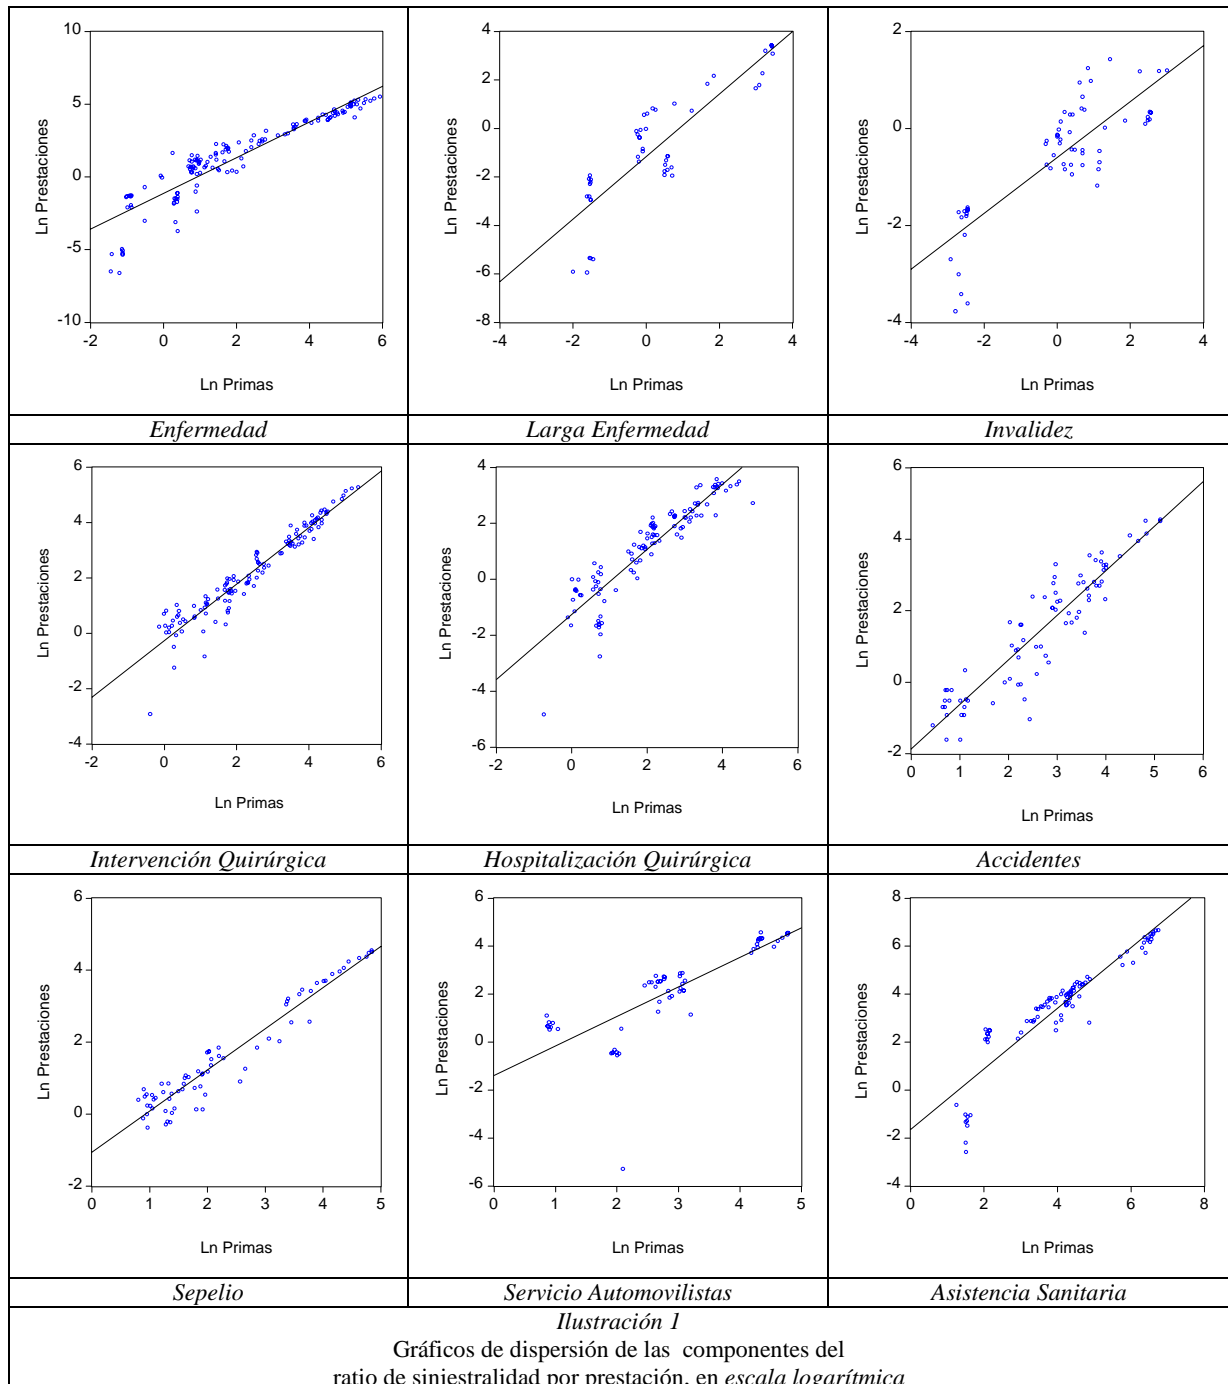 10
5
0
-5
-10
-2 0 2 4 6
Ln Prestaciones
Ln Primas
4
2
0
-2
-4
-6
-8
-4 -2 0 2 4
Ln Prestaciones
Ln Primas
2
0
-2
-4
-4 -2 0 2 4
Ln Prestaciones
Ln Primas
Enfermedad
Larga Enfermedad
Invalidez
6
4
2
0
-2
-4
-2 0 2 4 6
Ln Prestaciones
Ln Primas
4
2
0
-2
-4
-6
-2 0 2 4 6
Ln Prestaciones
Ln Primas
6
4
2
0
-2
0 1 2 3 4 5 6
Ln Prestaciones
Ln Primas
Intervención Quirúrgica
Hospitalización Quirúrgica
Accidentes
6
4
2
0
-2
0 1 2 3 4 5
Ln Prestaciones
Ln Primas
6
4
2
0
-2
-4
-6
0 1 2 3 4 5
Ln Prestaciones
Ln Primas
8
6
4
2
0
-2
-4
0 2 4 6 8
Ln Prestaciones
Ln Primas
Sepelio
Servicio Automovilistas
Asistencia Sanitaria
Ilustración 1
Gráficos de dispersión de las componentes del
ratio de siniestralidad por prestación, en escala logarítmica